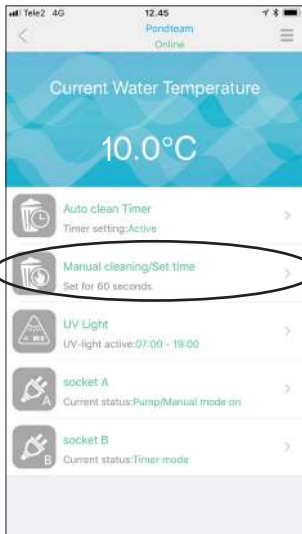 Tele2 4G 12.45
Pondteam
Online
Current Water Temperature
10.0°C
Auto clean Timer
Timer setting:Active
Manual cleaning/Set time
Set for 60 seconds
UV Light
UV-light active:07:00 - 19:00
A
socket A
Current status:Pump/Manual mode on
B
socket B
Current status:Timer mode